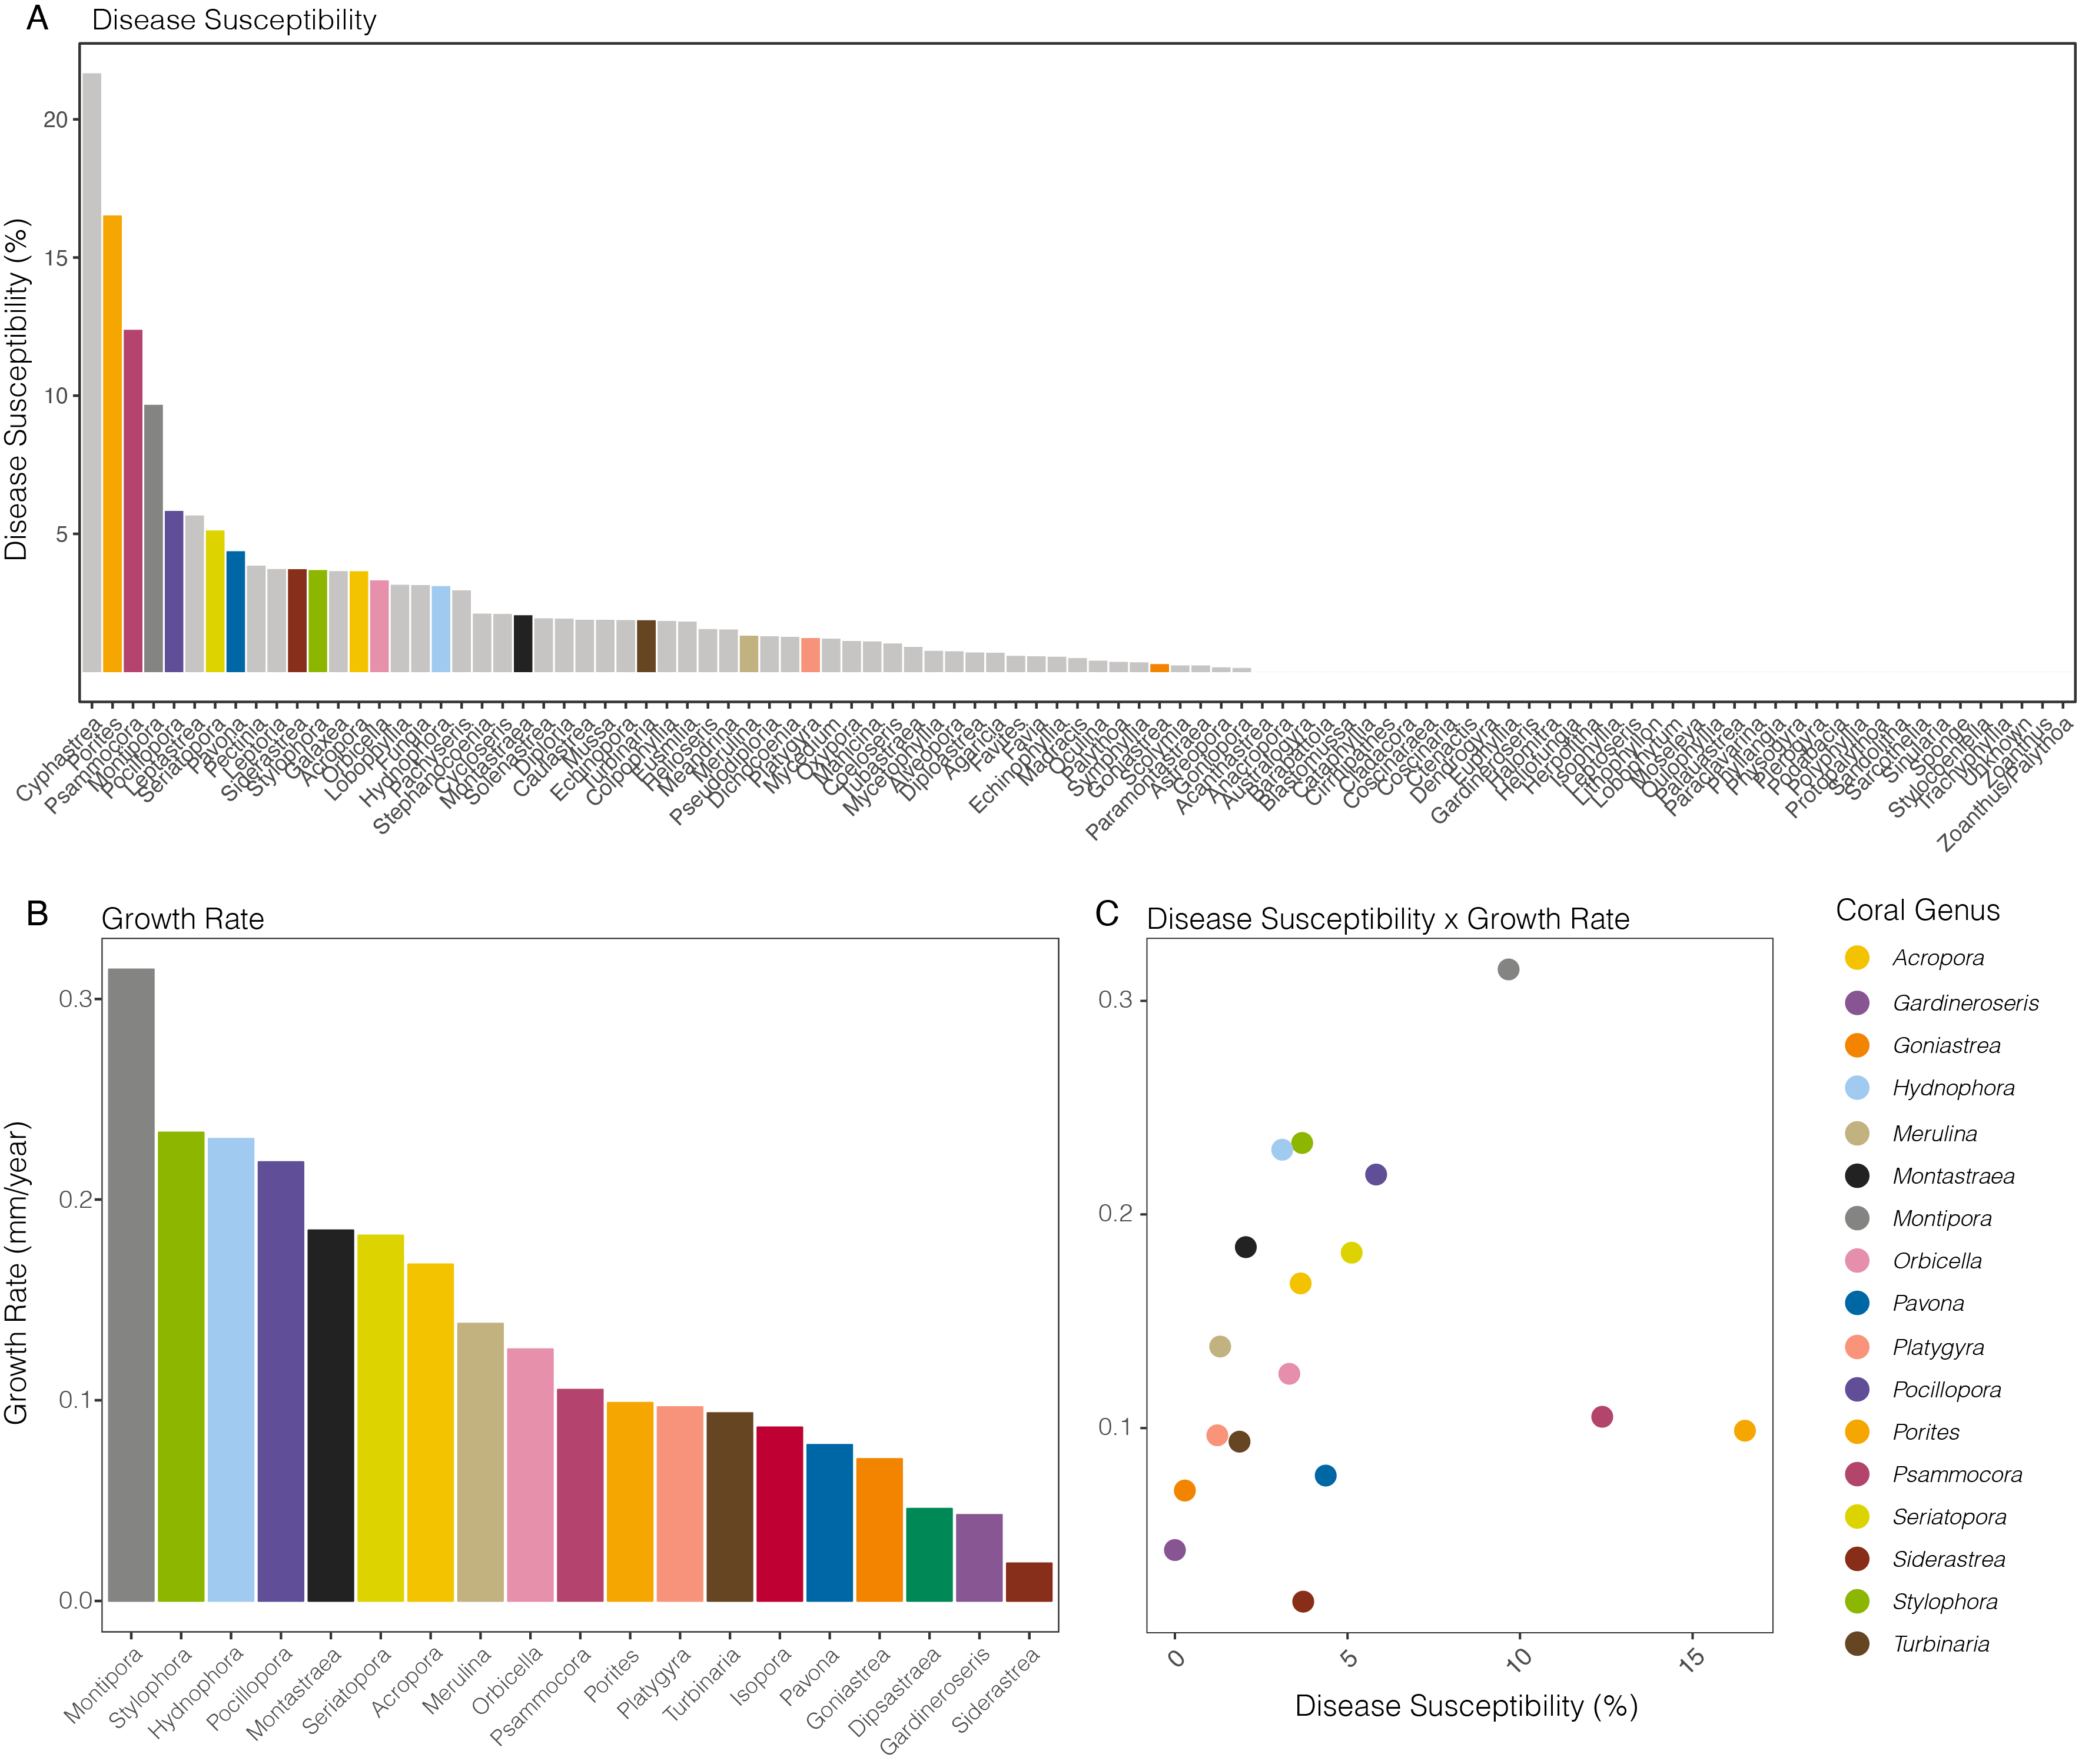 A
Disease Susceptibility
Disease Susceptibility (%)
20
15
10
5
Cyphastrea
Porites
Psammocora
Montipora
Pocillopora
Leptastrea
Seriatopora
Pavona
Pectinia
Leptoria
Siderastrea
Stylophora
Galaxea
Acropora
Orbicella
Lobophyllia
Fungia
Hydnophora
Pachyseris
Stephanocoenia
Cycloseris
Montastraea
Solenastrea
Diploria
Caulastrea
Mussa
Echinopora
Turbinaria
Colpophyllia
Eusmilia
Helioseris
Meandrina
Merulina
Pseudodiploria
Dichocoenia
Platygyra
Mycedium
Oxypora
Manicina
Coeloseris
Tubastraea
Mycetophyllia
Alveopora
Diploastrea
Agaricia
Favites
Favia
Echinophyllia
Madracis
Oculina
Palythoa
Symphyllia
Goniastrea
Scolymia
Paramontastraea
Astreopora
Goniopora
Acanthastrea
Anacropora
Australogyra
Barabattoia
Blastomussa
Cataphyllia
Cirrhipathes
Cladacora
Coscinaraea
Coscinaria
Ctenactis
Dendrogyra
Euphyllia
Gardineroseris
Halomitra
Heliofungia
Herpolitha
Isophyllia
Leptoseris
Lithophyllon
Lobophytum
Moseleya
Oulophyllia
Palauastrea
Paraclavarina
Phyllangia
Physogyra
Plerogyra
Podabacia
Polyphyllia
Protopalythoa
Sinularia
Sponge
Stylocoeniella
Trachyphyllia
Unknown
Zoanthus
Zoanthus/Palythoa
B
Growth Rate
Growth Rate (mm/year)
0.3
0.2
0.1
0.0
Montipora
Stylophora
Hydnophora
Pocillopora
Montastraea
Seriatopora
Acropora
Merulina
Orbicella
Psammocora
Porites
Platygyra
Turbinaria
Isopora
Pavona
Goniastrea
Dipsastraea
Gardineroseris
Siderastrea
C
Disease Susceptibility x Growth Rate
0.3
0.2
0.1
0
5
10
15
Disease Susceptibility (%)
Coral Genus
Acropora
Gardineroseris
Goniastrea
Hydnophora
Merulina
Montastraea
Montipora
Orbicella
Pavona
Platygyra
Pocillopora
Porites
Psammocora
Seriatopora
Siderastrea
Stylophora
Turbinaria